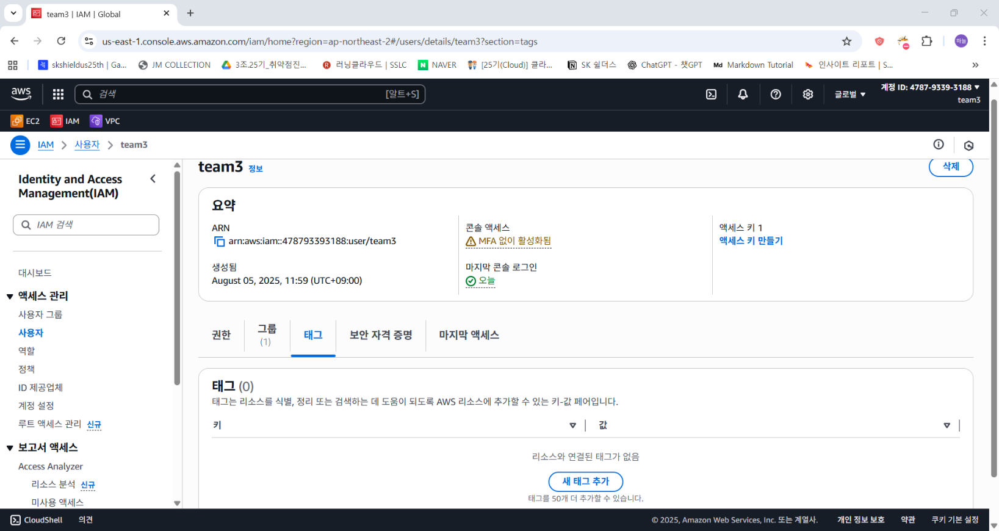 team3 | IAM | Global
us-east-1.console.aws.amazon.com/iam/home?region=ap-northeast-2#/users/details/team3?section=tags
하늘
skshieldus25th | Ga...
JM COLLECTION
3조.25기_취약점진...
러닝클라우드 | SSLC
NAVER
[25기(Cloud)] 클라...
SK 쉴더스
ChatGPT - 챗GPT
Markdown Tutorial
인사이트 리포트 | S...
aws
검색
[알트+S]
글로벌
계정 ID: 4787-9339-3188
team3
EC2
IAM
VPC
IAM
사용자
team3
Identity and Access
Management(IAM)
IAM 검색
대시보드
액세스 관리
사용자 그룹
사용자
역할
정책
ID 제공업체
계정 설정
루트 액세스 관리 신규
보고서 액세스
Access Analyzer
리소스 분석 신규
미사용 액세스
team3 정보
삭제
요약
ARN
arn:aws:iam::478793393188:user/team3
생성됨
August 05, 2025, 11:59 (UTC+09:00)
콘솔 액세스
MFA 없이 활성화됨
마지막 콘솔 로그인
오늘
액세스 키 1
액세스 키 만들기
권한
그룹
(1)
태그
보안 자격 증명
마지막 액세스
태그 (0)
태그는 리소스를 식별, 정리 또는 검색하는 데 도움이 되도록 AWS 리소스에 추가할 수 있는 키-값 페어입니다.
키
값
리소스와 연결된 태그가 없음
새 태그 추가
태그를 50개 더 추가할 수 있습니다.
CloudShell
의견
© 2025, Amazon Web Services, Inc. 또는 계열사.
개인 정보 보호
약관
쿠키 기본 설정